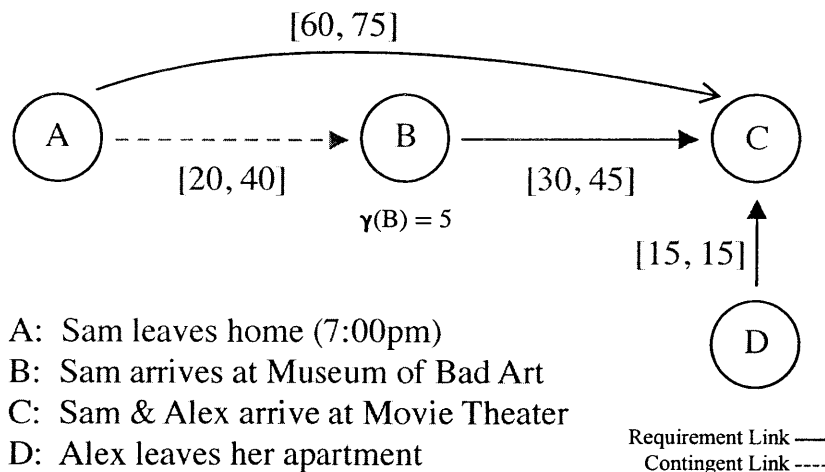 [60, 75]
A
B
C
[20, 40]
[30, 45]
γ(B) = 5
[15, 15]
D
A: Sam leaves home (7:00pm)
B: Sam arrives at Museum of Bad Art
C: Sam & Alex arrive at Movie Theater
D: Alex leaves her apartment
Requirement Link
Contingent Link